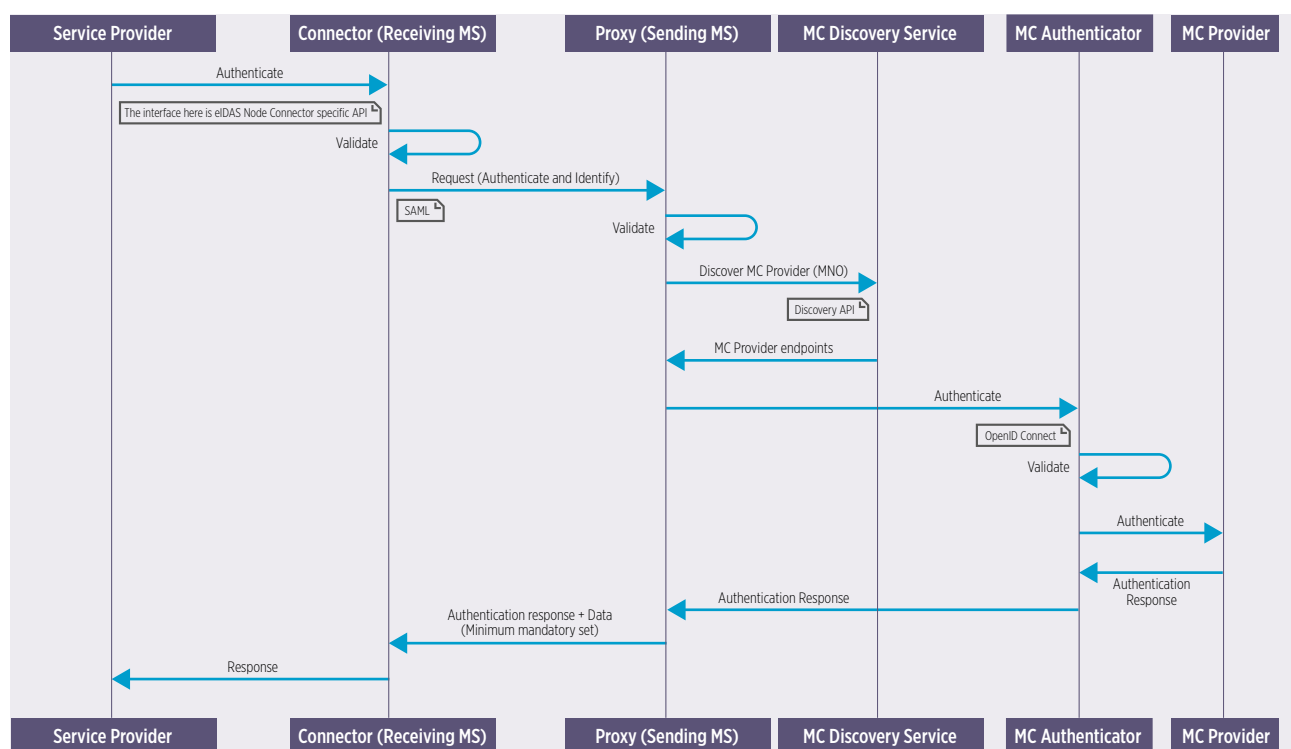 Service Provider
Connector (Receiving MS)
Proxy (Sending MS)
MC Discovery Service
MC Authenticator
MC Provider
Authenticate
The interface here is eIDAS Node Connector specific API
Validate
Request (Authenticate and Identify)
SAML
Validate
Discover MC Provider (MNO)
Discovery API
MC Provider endpoints
Authenticate
OpenID Connect
Validate
Authenticate
Authentication
Response
Authentication Response
Authentication response + Data
(Minimum mandatory set)
Response
Service Provider
Connector (Receiving MS)
Proxy (Sending MS)
MC Discovery Service
MC Authenticator
MC Provider